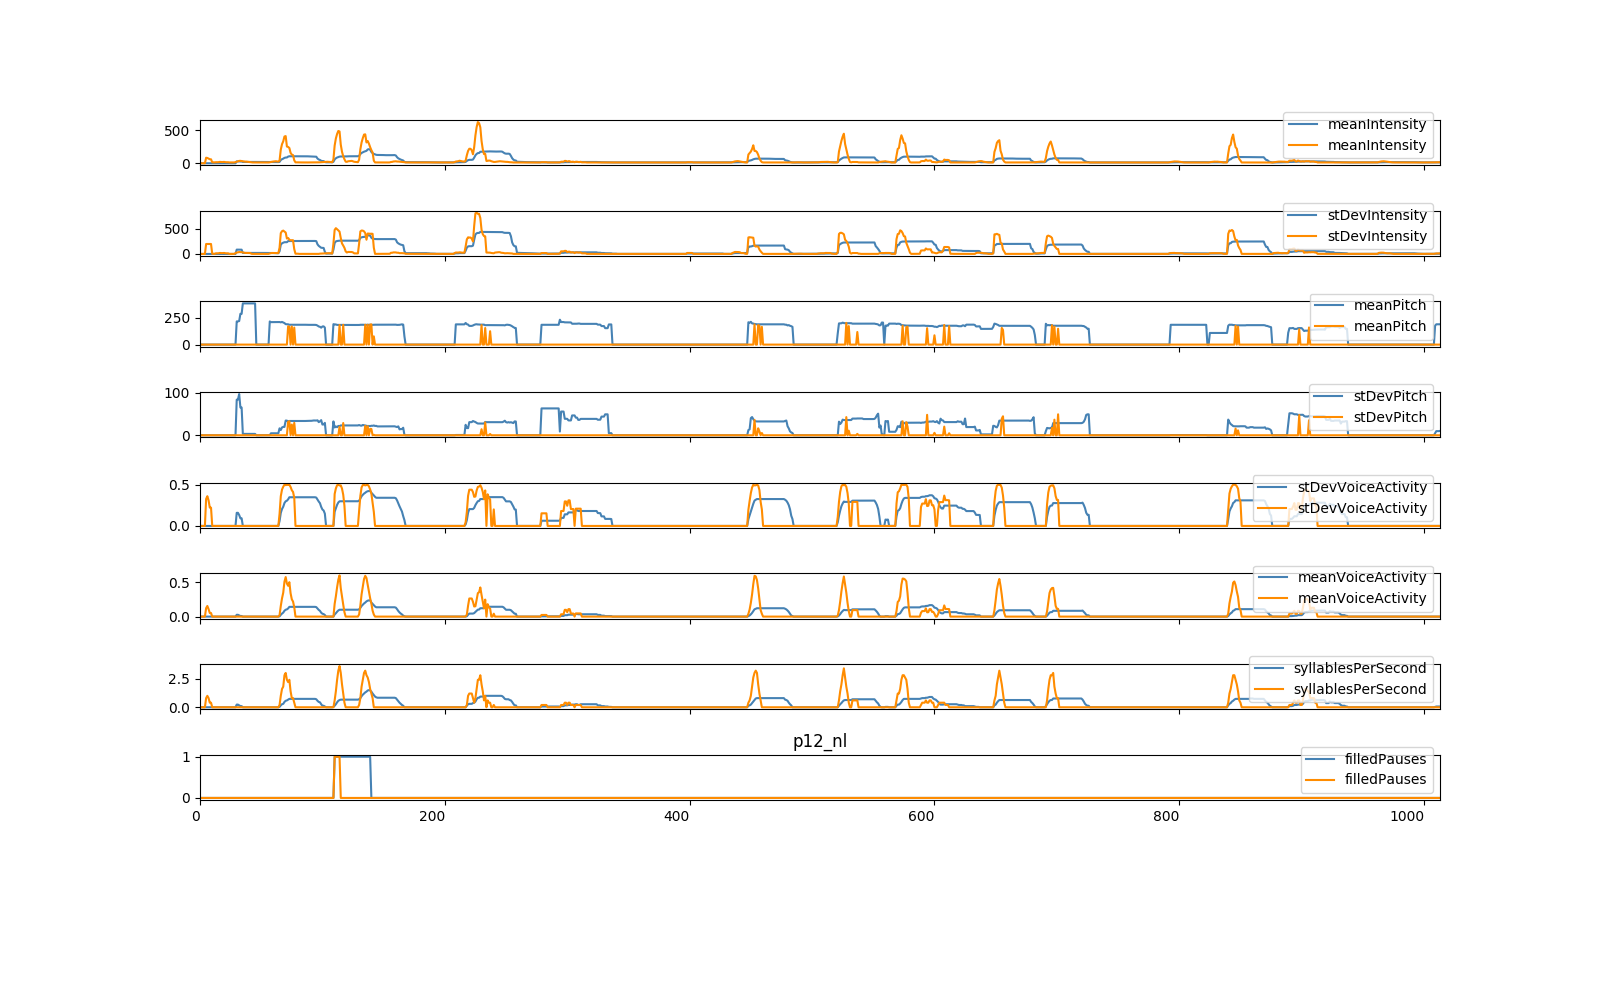 500
0
meanIntensity
meanIntensity
500
0
stDevIntensity
stDevIntensity
250
0
meanPitch
meanPitch
100
0
stDevPitch
stDevPitch
0.5
0.0
stDevVoiceActivity
stDevVoiceActivity
0.5
0.0
meanVoiceActivity
meanVoiceActivity
2.5
0.0
syllablesPerSecond
syllablesPerSecond
p12_nl
1
0
filledPauses
filledPauses
0 200 400 600 800 1000